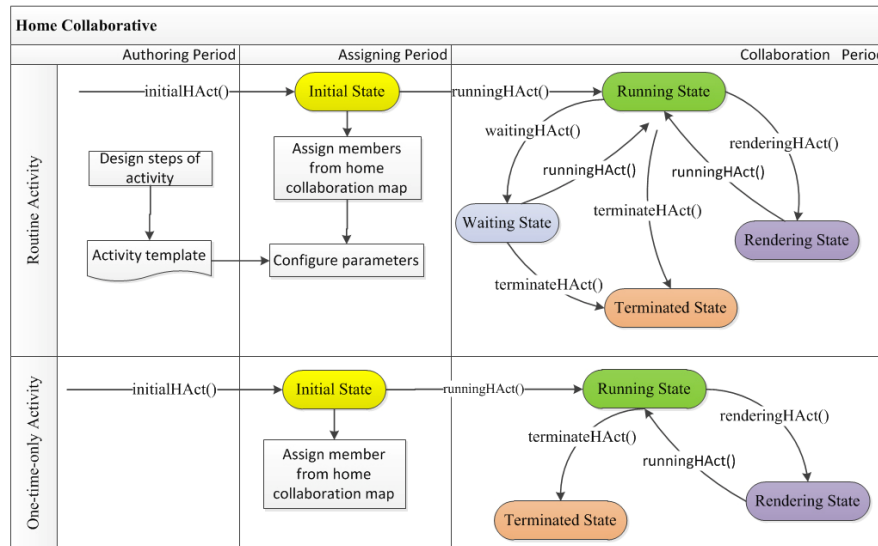 Home Collaborative
Authoring Period
Assigning Period
Collaboration Period
Routine Activity
initialHAct()
Initial State
runningHAct()
Running State
waitingHAct()
renderingHAct()
Design steps of
activity
Assign members
from home
collaboration map
runningHAct()
runningHAct()
Waiting State
terminateHAct()
Rendering State
Activity template
Configure parameters
terminateHAct()
Terminated State
One-time-only Activity
initialHAct()
Initial State
runningHAct()
Running State
renderingHAct()
terminateHAct()
runningHAct()
Assign member
from home
collaboration map
Rendering State
Terminated State